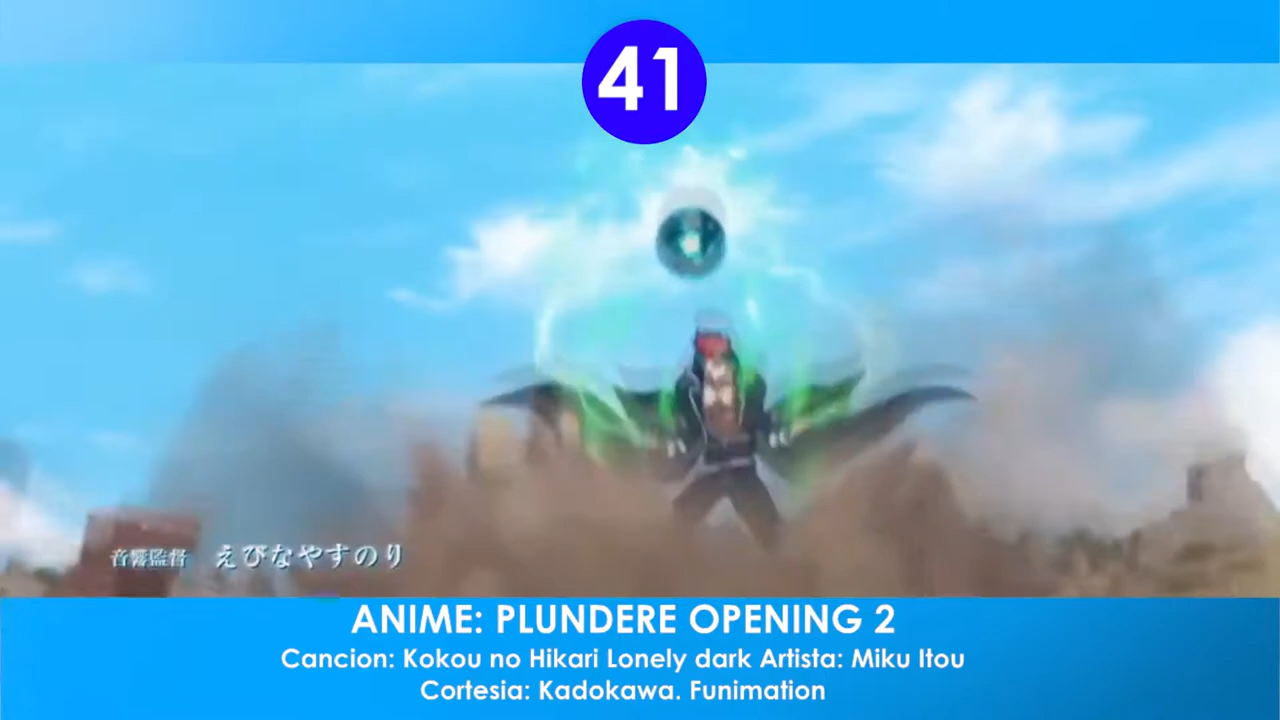 41
音響監督 えびなやすのり
ANIME: PLUNDERE OPENING 2
Cancion: Kokou no Hikari Lonely dark Artista: Miku Itou
Cortesia: Kadokawa. Funimation